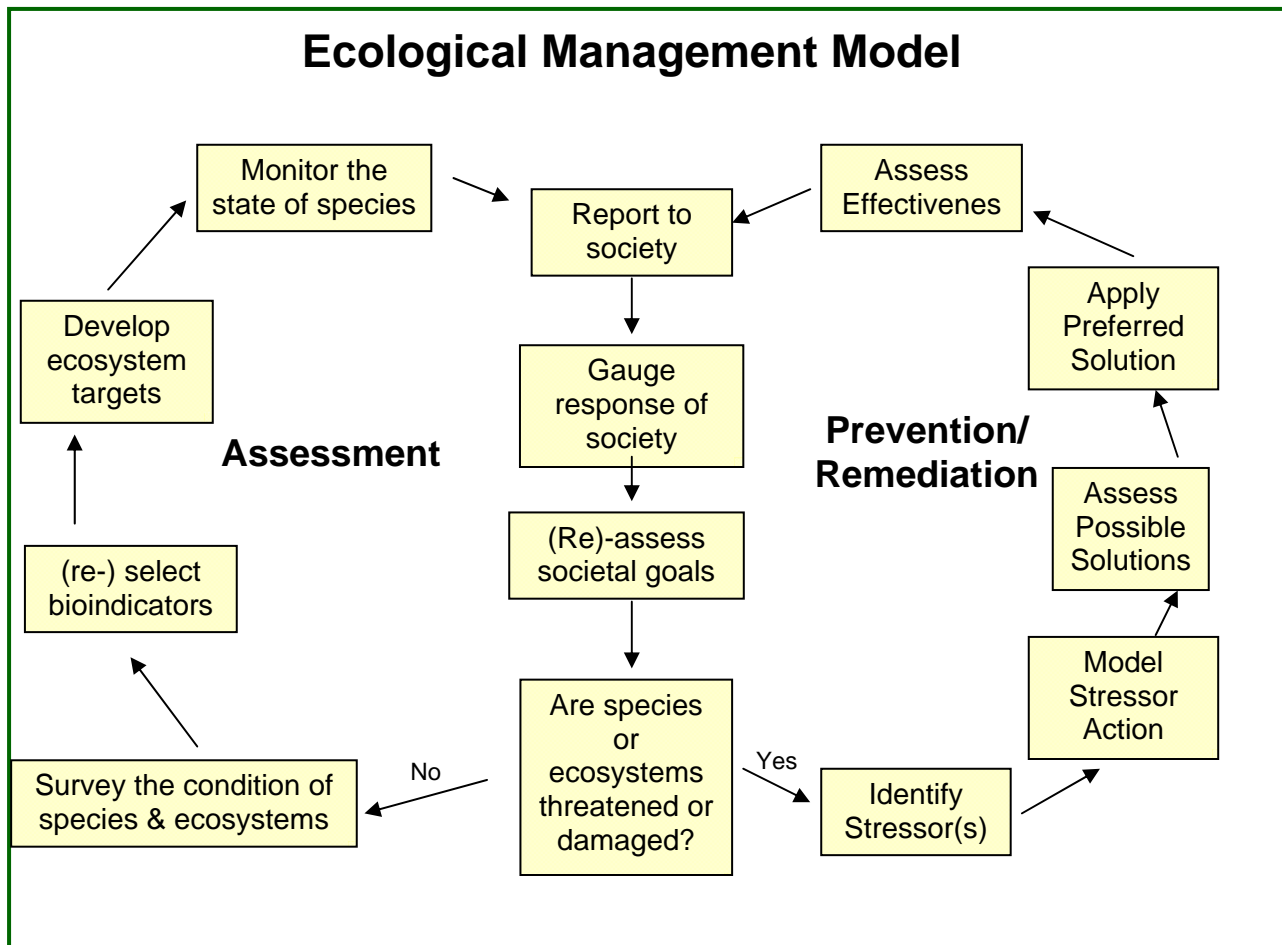 Ecological Management Model
Monitor the
state of species
Report to
society
Assess
Effectivenes
Develop
ecosystem
targets
Apply
Preferred
Solution
Gauge
response of
society
Assessment
Prevention/
Remediation
(re-) select
bioindicators
(Re)-assess
societal goals
Assess
Possible
Solutions
Model
Stressor
Action
Survey the condition of
species & ecosystems
No
Are species
or
ecosystems
threatened or
damaged?
Yes
Identify
Stressor(s)